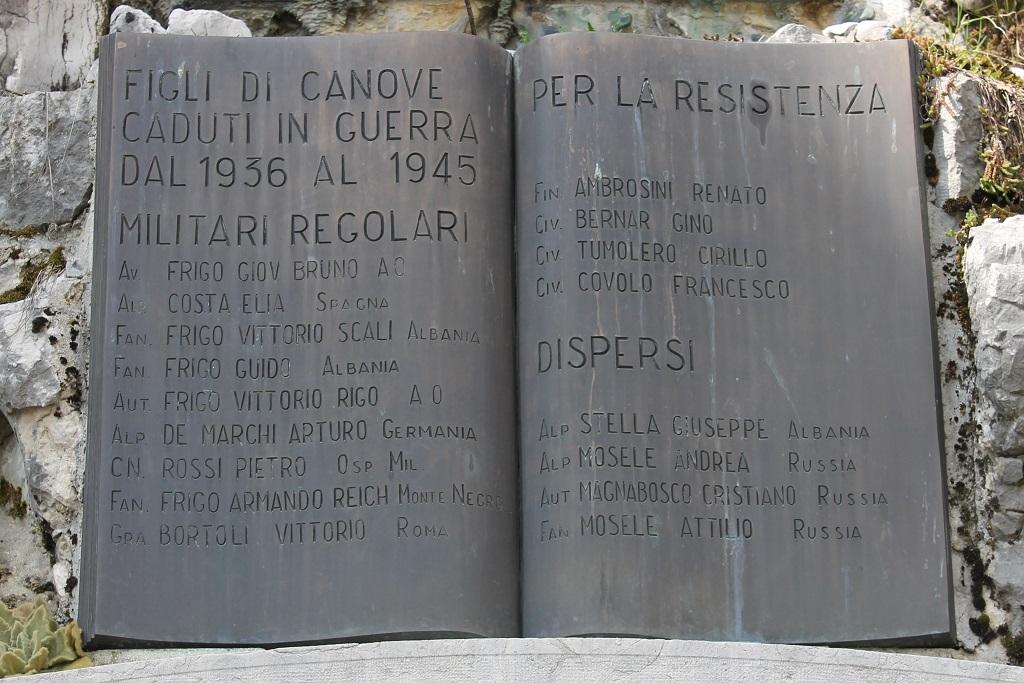 FIGLI DI CANOVE
CADUTI IN GUERRA
DAL 1936 AL 1945
MILITARI REGOLARI
AV. FRIGO GIOV BRUNO A O
ALP COSTA ELIA SPAGNA
FAN. FRIGO VITTORIO SCALI ALBANIA
FAN. FRIGO GUIDO ALBANIA
AUT. FRIGO VITTORIO RIGO A O
ALP DE MARCHI ARTURO GERMANIA
CN. ROSSI PIETRO OSP MIL.
FAN. FRIGO ARMANDO REICH MONTE NEGRO
GRA BORTOLI VITTORIO ROMA
PER LA RESISTENZA
FIN AMBROSINI RENATO
CIV. BERNAR GINO
CIV. TUMOLERO CIRILLO
CIV. COVOLO FRANCESCO
DISPERSI
ALP STELLA GIUSEPPE ALBANIA
ALP MOSELE ANDREA RUSSIA
AUT MAGNABOSCO CRISTIANO RUSSIA
FAN MOSELE ATTILIO RUSSIA